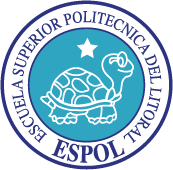 ESCUELA SUPERIOR POLITECNICA DEL LITORAL
ESPOL